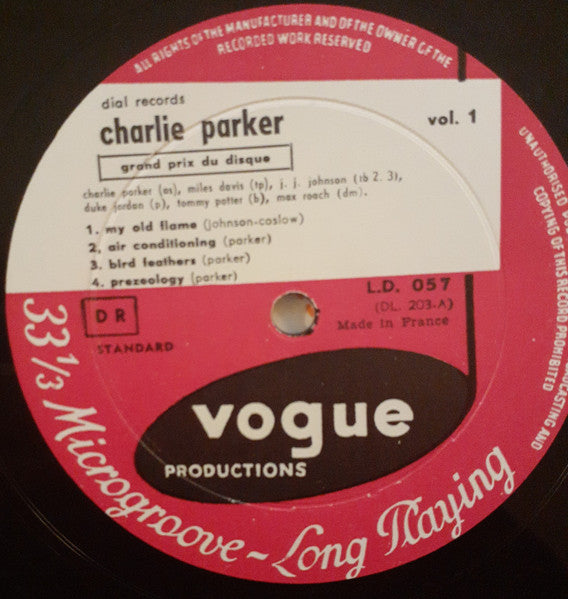 ALL RIGHTS OF THE MANUFACTURER AND OF THE OWNER OF THE
RECORDED WORK RESERVED
dial records
charlie parker
vol. 1
grand prix du disque
charlie parker (as), miles davis (tp), j. j. johnson (tb 2. 3),
duke jordan (p), tommy potter (b), max roach (dm).
1. my old flame (johnson-coslow)
2. air conditioning (parker)
3. bird feathers (parker)
4. prezeology (parker)
L.D. 057
(DL. 203-A)
Made in France
DR
STANDARD
vogue
PRODUCTIONS
33 1/3 Microgroove - Long Playing
UNAUTHORISED
BROADCASTING AND
COPYING OF THIS RECORD PROHIBITED